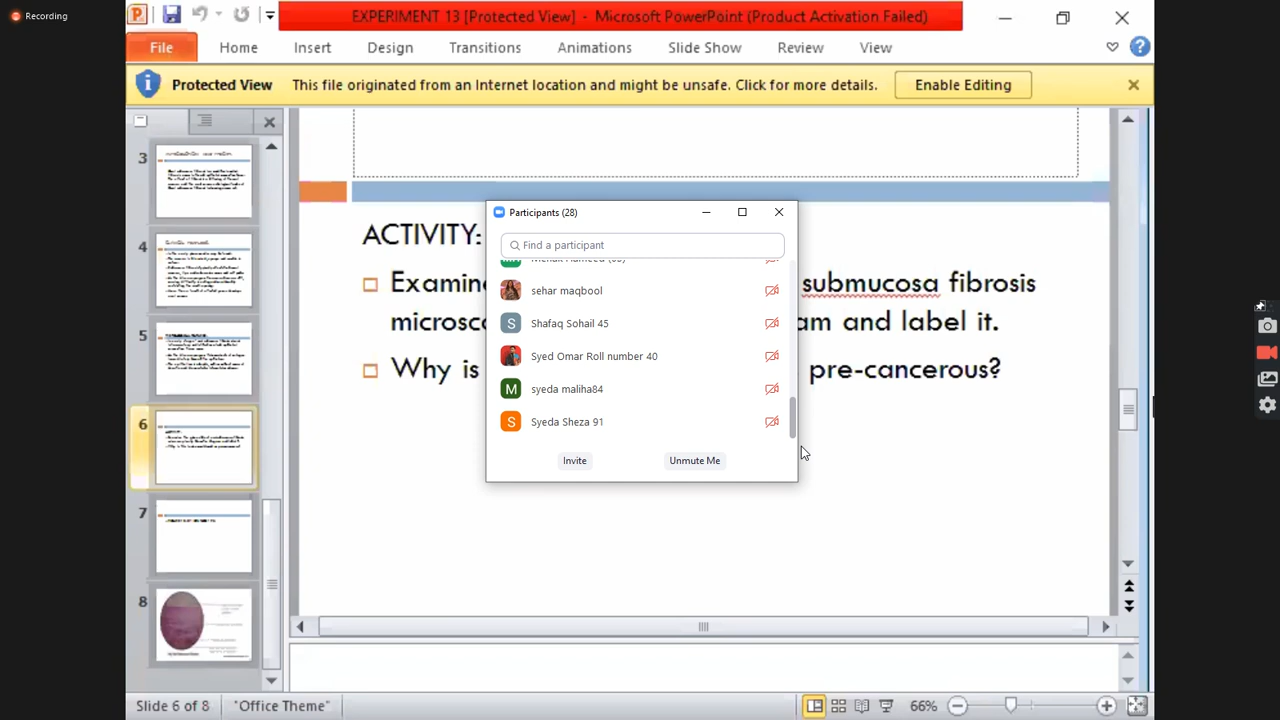 Recording
EXPERIMENT 13 [Protected View] - Microsoft PowerPoint (Product Activation Failed)
File Home Insert Design Transitions Animations Slide Show Review View
Protected View This file originated from an Internet location and might be unsafe. Click for more details. Enable Editing
3
4
5
6
7
8
ACTIVITY:
submucosa fibrosis
am and label it.
Why is
pre-cancerous?
Participants (28)
Find a participant
sehar maqbool
S Shafaq Sohail 45
Syed Omar Roll number 40
M syeda maliha84
S Syeda Sheza 91
Invite Unmute Me
Slide 6 of 8 "Office Theme" 66%